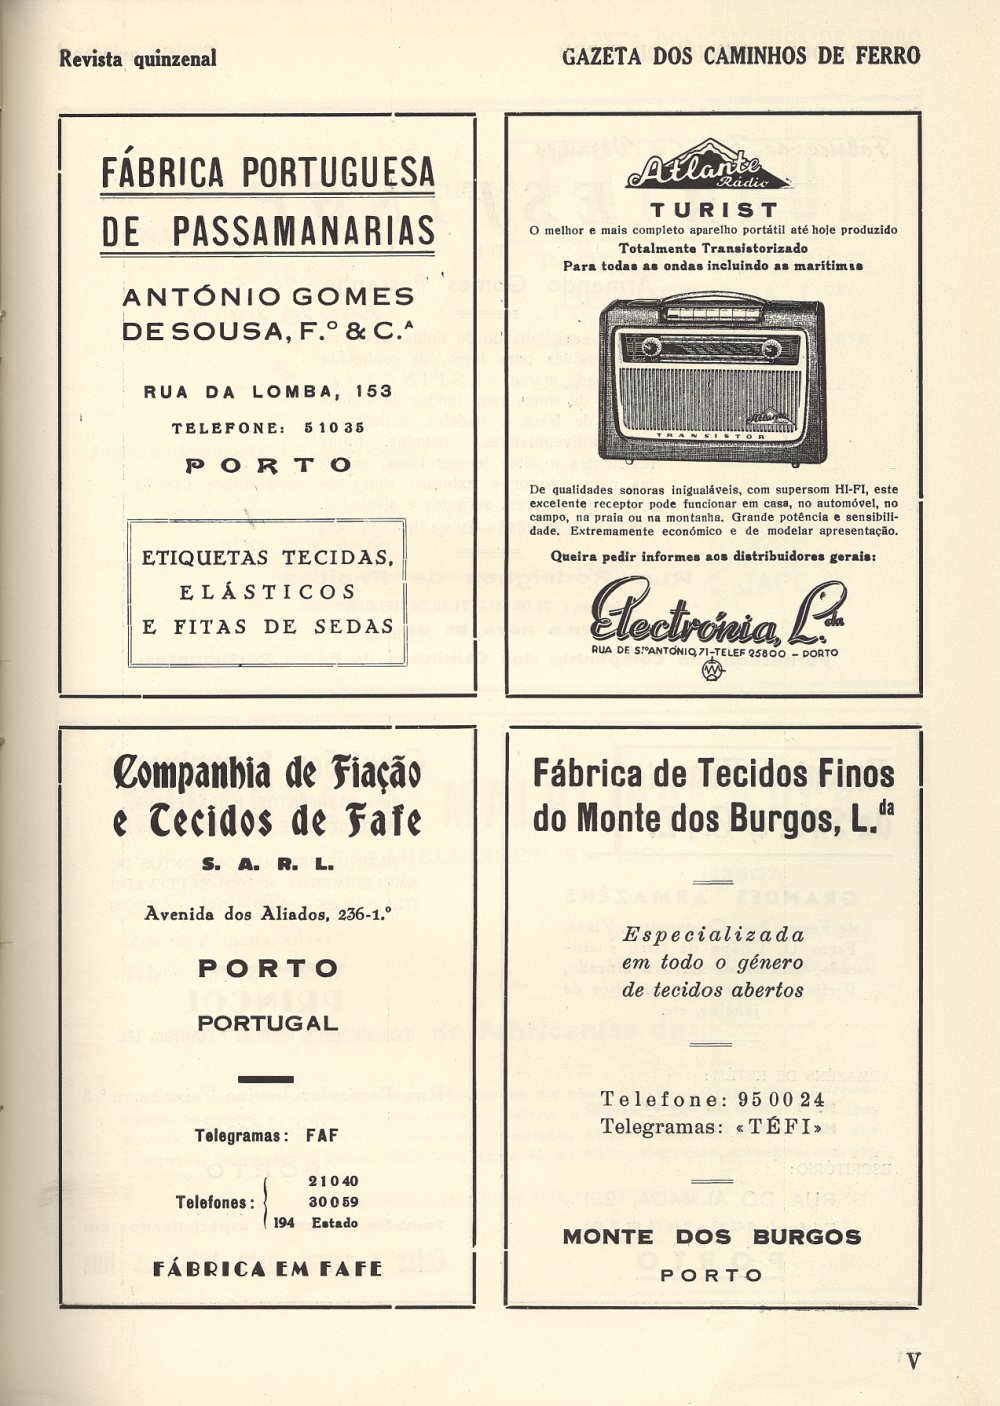 Revista quinzenal
GAZETA DOS CAMINHOS DE FERRO
FÁBRICA PORTUGUESA
DE PASSAMANARIAS
ANTÓNIO GOMES
DE SOUSA, F.º & C.ᴬ
RUA DA LOMBA, 153
TELEFONE: 51035
PORTO
ETIQUETAS TECIDAS,
ELÁSTICOS
E FITAS DE SEDAS
Atlante
Rádio
TURIST
O melhor e mais completo aparelho portátil até hoje produzido
Totalmente Transistorizado
Para todas as ondas incluindo as marítimas
Atlante
TRANSISTOR
De qualidades sonoras inigualáveis, com supersom HI-FI, este
excelente receptor pode funcionar em casa, no automóvel, no
campo, na praia ou na montanha. Grande potência e sensibili-
dade. Extremamente económico e de modelar apresentação.
Queira pedir informes aos distribuidores gerais:
Electrónia, L.da
RUA DE S.to ANTÓNIO, 71-TELEF 25800 - PORTO
Companhia de Fiação
e Tecidos de Fafe
S. A. R. L.
Avenida dos Aliados, 236-1.º
PORTO
PORTUGAL
Telegramas: FAF
21040
Telefones: 30059
194 Estado
FÁBRICA EM FAFE
Fábrica de Tecidos Finos
do Monte dos Burgos, L.da
Especializada
em todo o género
de tecidos abertos
Telefone: 950024
Telegramas: «TÉFI»
MONTE DOS BURGOS
PORTO
V